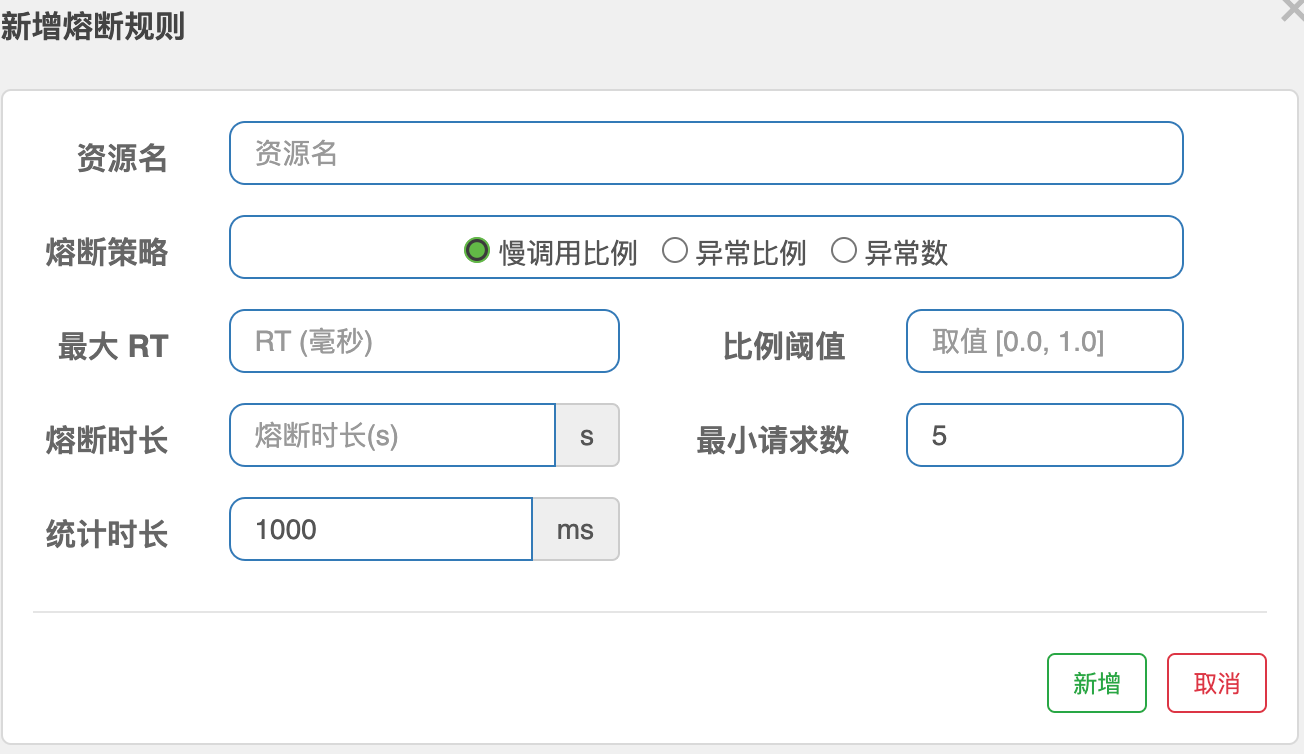 新增熔断规则
资源名 资源名
熔断策略 慢调用比例 异常比例 异常数
最大 RT RT (毫秒) 比例阈值 取值 [0.0, 1.0]
熔断时长 熔断时长(s) s 最小请求数 5
统计时长 1000 ms
新增 取消